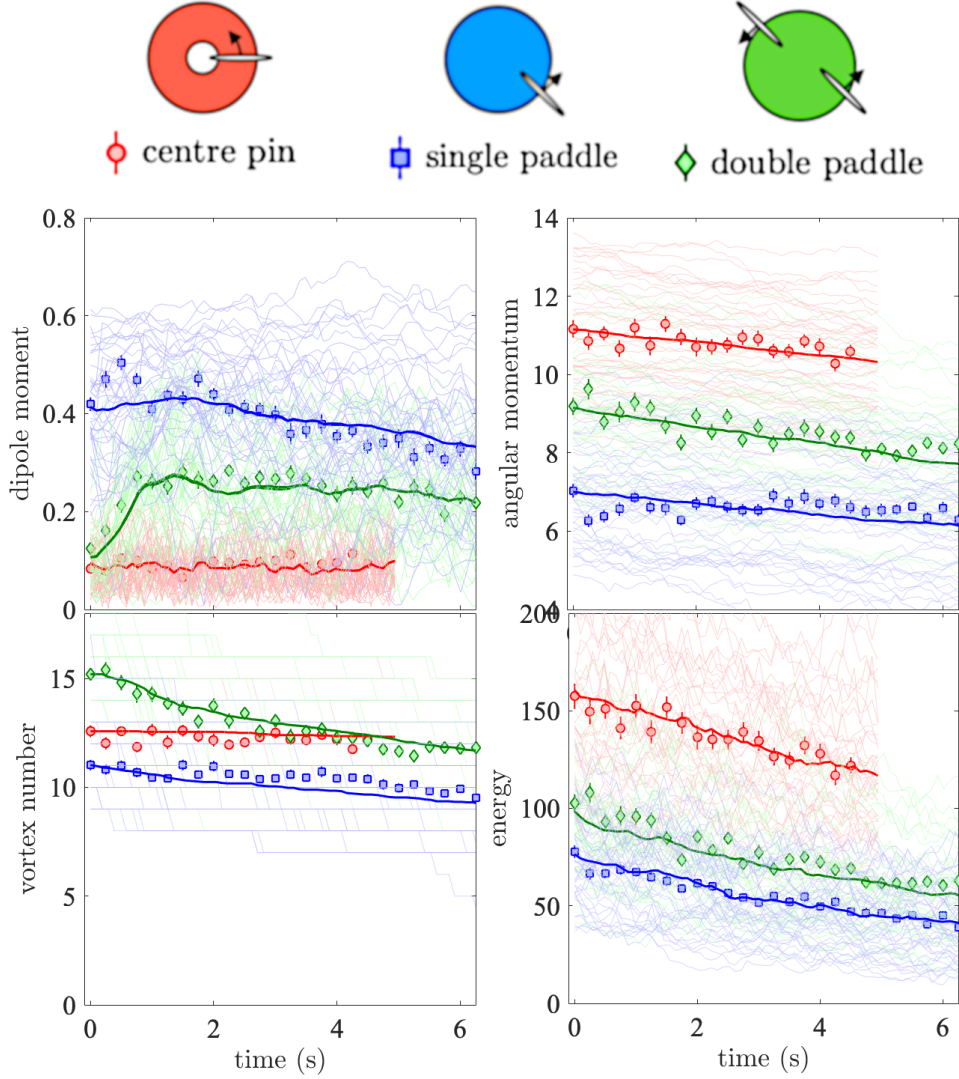 centre pin
single paddle
double paddle
0.8
0.6
0.4
0.2
0
dipole moment
14
12
10
8
6
4
angular momentum
15
10
5
0
vortex number
0 2 4 6
time (s)
200
150
100
50
0
energy
0 2 4 6
time (s)